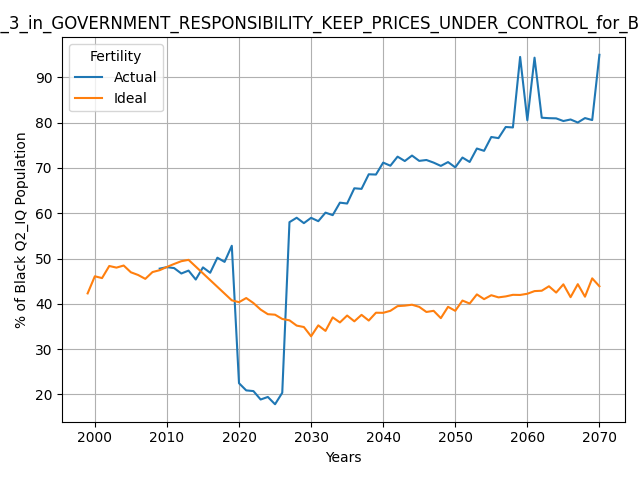 _3_in_GOVERNMENT_RESPONSIBILITY_KEEP_PRICES_UNDER_CONTROL_for_B
Fertility
Actual
Ideal
90
80
70
60
50
40
30
20
% of Black Q2_IQ Population
2000 2010 2020 2030 2040 2050 2060 2070
Years